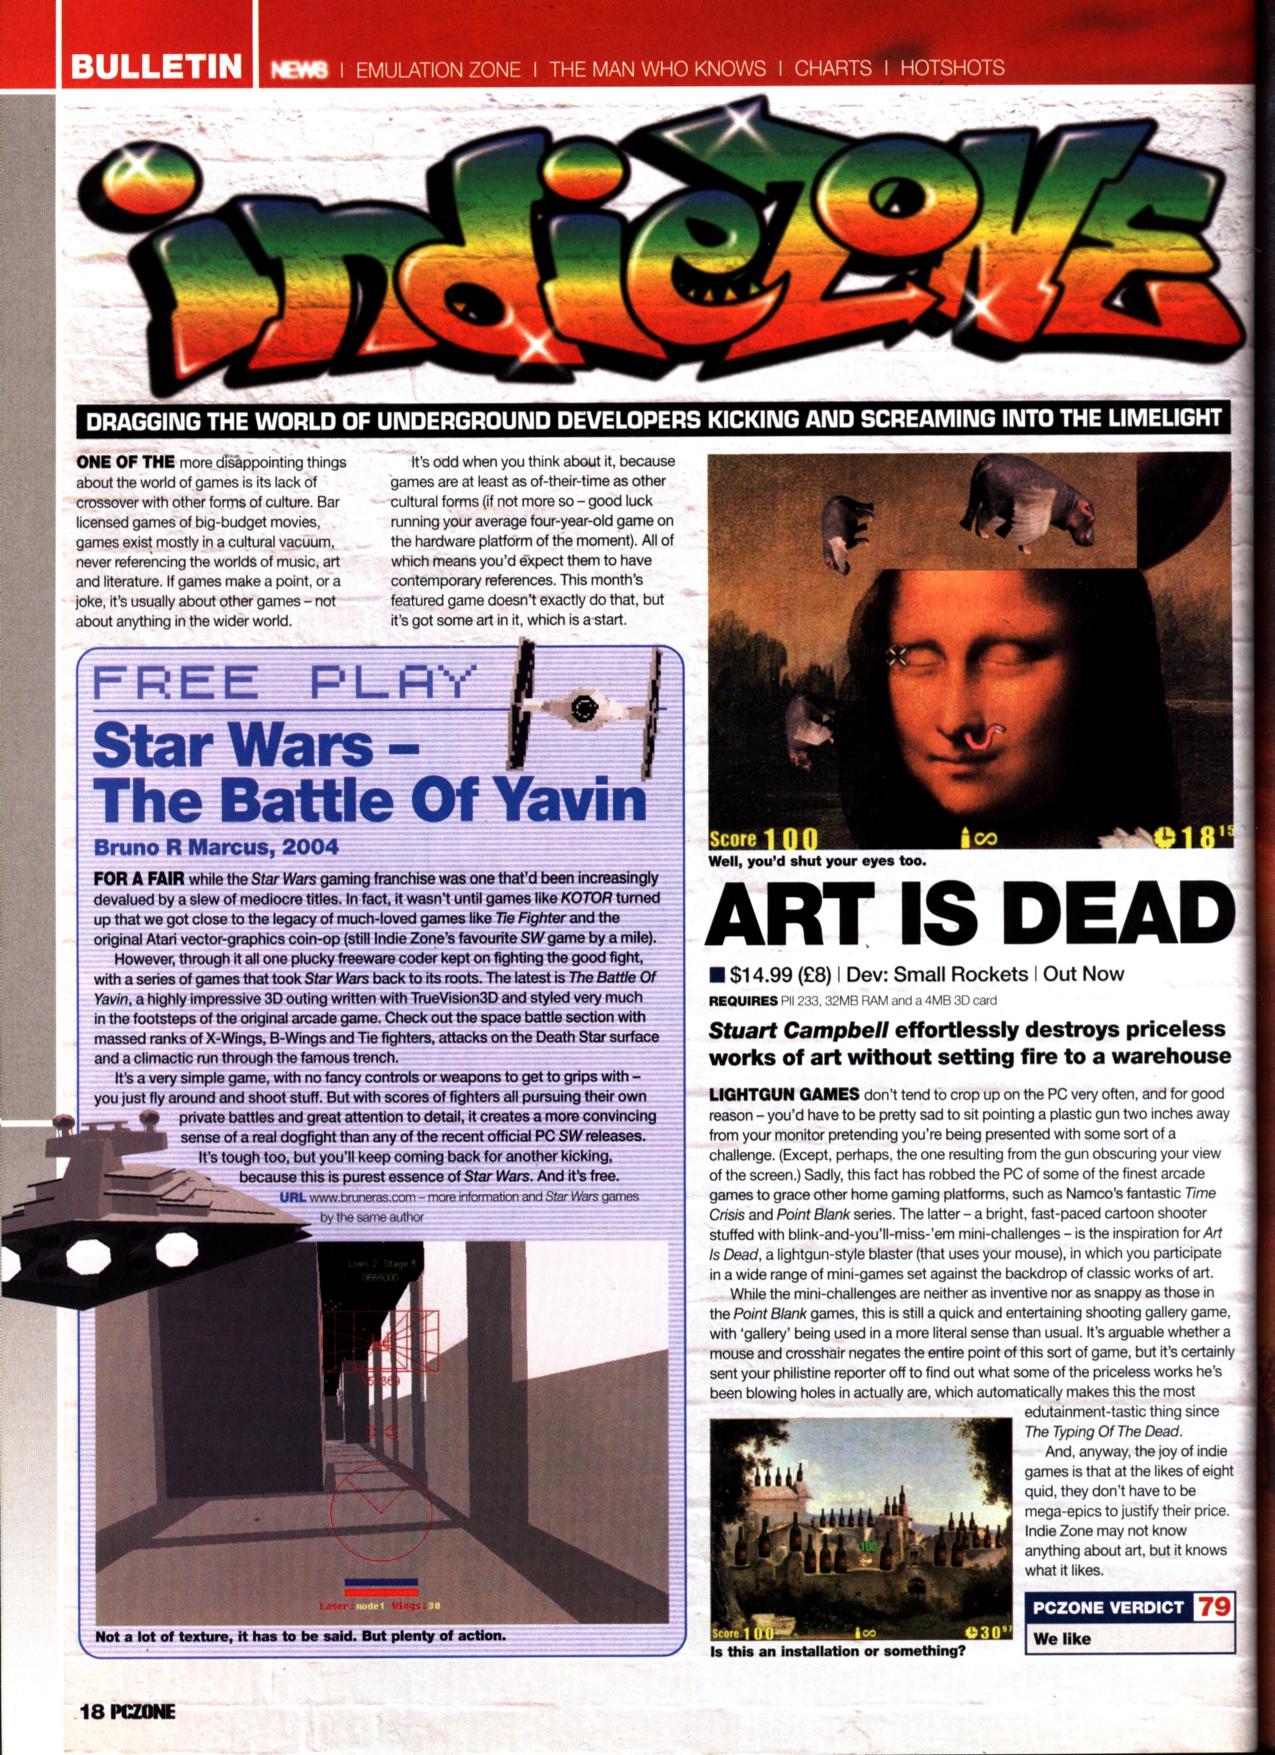 BULLETIN
NEWS | EMULATION ZONE | THE MAN WHO KNOWS | CHARTS | HOTSHOTS
indie ZONE
DRAGGING THE WORLD OF UNDERGROUND DEVELOPERS KICKING AND SCREAMING INTO THE LIMELIGHT
ONE OF THE more disappointing things
about the world of games is its lack of
crossover with other forms of culture. Bar
licensed games of big-budget movies,
games exist mostly in a cultural vacuum,
never referencing the worlds of music, art
and literature. If games make a point, or a
joke, it's usually about other games – not
about anything in the wider world.
It's odd when you think about it, because
games are at least as of-their-time as other
cultural forms (if not more so – good luck
running your average four-year-old game on
the hardware platform of the moment). All of
which means you'd expect them to have
contemporary references. This month's
featured game doesn't exactly do that, but
it's got some art in it, which is a start.
FREE PLAY
Star Wars –
The Battle Of Yavin
Bruno R Marcus, 2004
FOR A FAIR while the Star Wars gaming franchise was one that'd been increasingly
devalued by a slew of mediocre titles. In fact, it wasn't until games like KOTOR turned
up that we got close to the legacy of much-loved games like Tie Fighter and the
original Atari vector-graphics coin-op (still Indie Zone's favourite SW game by a mile).
However, through it all one plucky freeware coder kept on fighting the good fight,
with a series of games that took Star Wars back to its roots. The latest is The Battle Of
Yavin, a highly impressive 3D outing written with TrueVision3D and styled very much
in the footsteps of the original arcade game. Check out the space battle section with
massed ranks of X-Wings, B-Wings and Tie fighters, attacks on the Death Star surface
and a climactic run through the famous trench.
It's a very simple game, with no fancy controls or weapons to get to grips with –
you just fly around and shoot stuff. But with scores of fighters all pursuing their own
private battles and great attention to detail, it creates a more convincing
sense of a real dogfight than any of the recent official PC SW releases.
It's tough too, but you'll keep coming back for another kicking,
because this is purest essence of Star Wars. And it's free.
URL www.bruneras.com – more information and Star Wars games
by the same author
Lives 2 Stage 3
0665000
Laser:mode1 Wings:30
Not a lot of texture, it has to be said. But plenty of action.
Score 100 ∞ 18 15
Well, you'd shut your eyes too.
ART IS DEAD
$14.99 (£8) | Dev: Small Rockets | Out Now
REQUIRES PII 233, 32MB RAM and a 4MB 3D card
Stuart Campbell effortlessly destroys priceless
works of art without setting fire to a warehouse
LIGHTGUN GAMES don't tend to crop up on the PC very often, and for good
reason – you'd have to be pretty sad to sit pointing a plastic gun two inches away
from your monitor pretending you're being presented with some sort of a
challenge. (Except, perhaps, the one resulting from the gun obscuring your view
of the screen.) Sadly, this fact has robbed the PC of some of the finest arcade
games to grace other home gaming platforms, such as Namco's fantastic Time
Crisis and Point Blank series. The latter – a bright, fast-paced cartoon shooter
stuffed with blink-and-you'll-miss-'em mini-challenges – is the inspiration for Art
Is Dead, a lightgun-style blaster (that uses your mouse), in which you participate
in a wide range of mini-games set against the backdrop of classic works of art.
While the mini-challenges are neither as inventive nor as snappy as those in
the Point Blank games, this is still a quick and entertaining shooting gallery game,
with 'gallery' being used in a more literal sense than usual. It's arguable whether a
mouse and crosshair negates the entire point of this sort of game, but it's certainly
sent your philistine reporter off to find out what some of the priceless works he's
been blowing holes in actually are, which automatically makes this the most
edutainment-tastic thing since
The Typing Of The Dead.
And, anyway, the joy of indie
games is that at the likes of eight
quid, they don't have to be
mega-epics to justify their price.
Indie Zone may not know
anything about art, but it knows
what it likes.
100
Score 100 ∞ 30 97
Is this an installation or something?
PCZONE VERDICT 79
We like
18 PCZONE